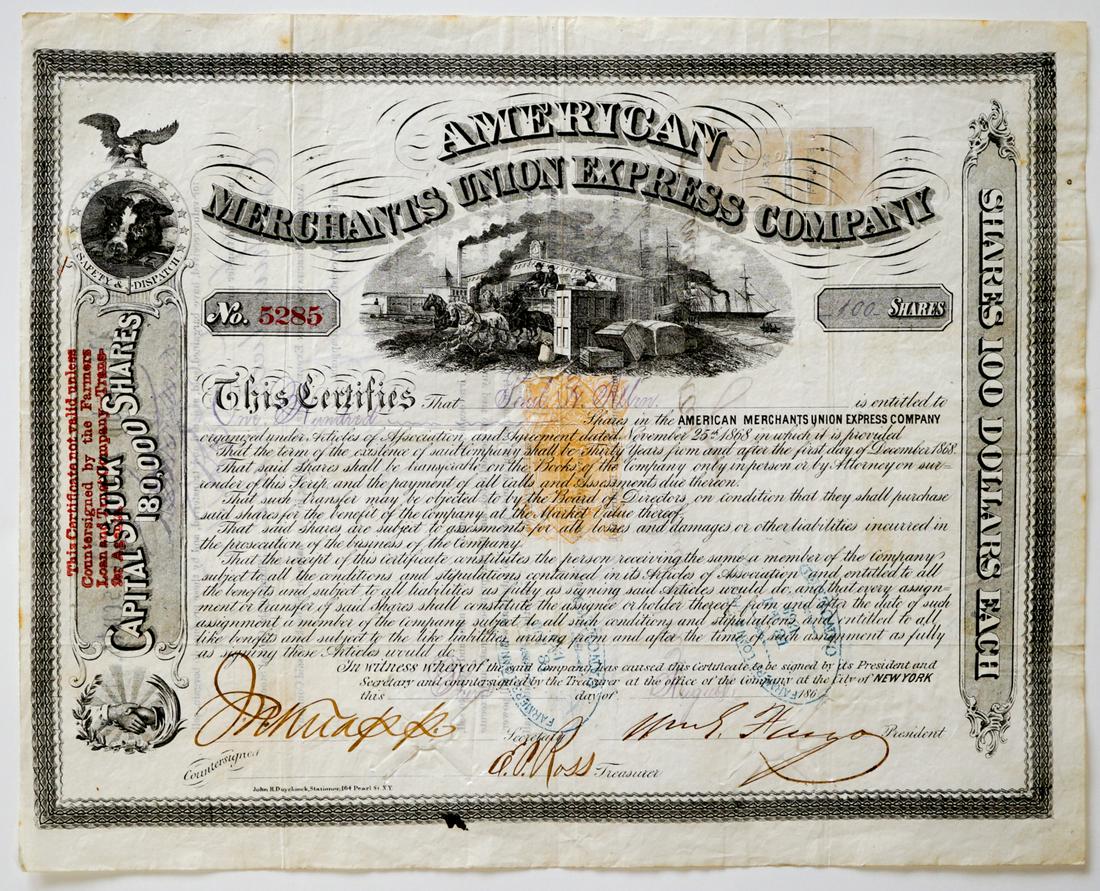 AMERICAN
MERCHANTS UNION EXPRESS COMPANY
SAFETY & DISPATCH
No. 5285
100 SHARES
This Certifies That Allen is entitled to
One Hundred Shares in the AMERICAN MERCHANTS UNION EXPRESS COMPANY
organized under Articles of Association, and Agreement dated November 25th 1868 in which it is provided
That the term of the existence of said Company shall be Thirty Years from and after the first day of December 1868.
That said Shares shall be transferable on the Books of the Company only in person or by Attorney on sur-
render of this Scrip, and the payment of all calls and Assessments due thereon.
That such transfer may be objected to by the Board of Directors on condition that they shall purchase
said shares for the benefit of the Company at the Market Value thereof.
That said shares are subject to assessments for all losses and damages or other liabilities incurred in
the prosecution of the business of the Company.
That the receipt of this certificate constitutes the person receiving the same a member of the Company
subject to all the conditions and stipulations contained in its Articles of Association and entitled to all
the benefits and subject to all liabilities as fully as signing said Articles would do, and that every assign-
ment or transfer of said Shares shall constitute the assignee or holder thereof from and after the date of such
assignment a member of the Company subject to all such conditions and stipulations and entitled to all
like benefits and subject to the like liabilities arising from and after the time of such assignment as fully
as signing these Articles would do.
In witness whereof the said Company has caused this Certificate to be signed by its President and
Secretary and countersigned by the Treasurer at the office of the Company at the City of NEW YORK
this day of August 186
J.N. Knapp Secretary Wm G. Fargo President
Countersigned E.P. Ross Treasurer
John H. Duyckinck, Stationer, 164 Pearl St. N.Y.
CAPITAL STOCK 180,000 SHARES
This Certificate not valid unless
Countersigned by the Farmers
Loan and Trust Company, Trans-
SHARES 100 DOLLARS EACH